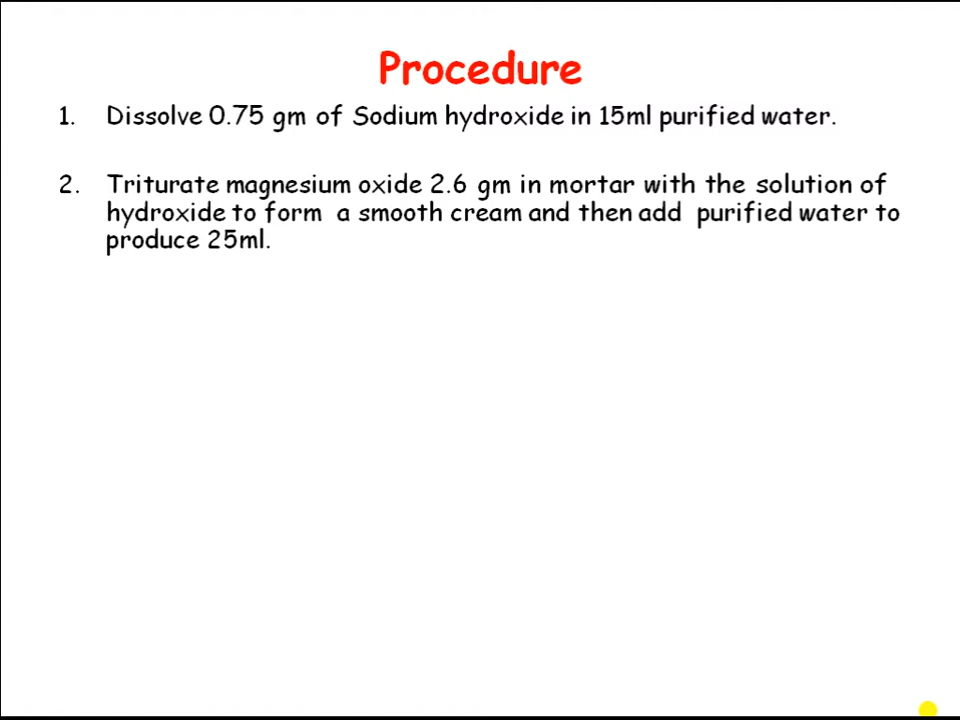 Procedure
1. Dissolve 0.75 gm of Sodium hydroxide in 15ml purified water.
2. Triturate magnesium oxide 2.6 gm in mortar with the solution of
hydroxide to form a smooth cream and then add purified water to
produce 25ml.